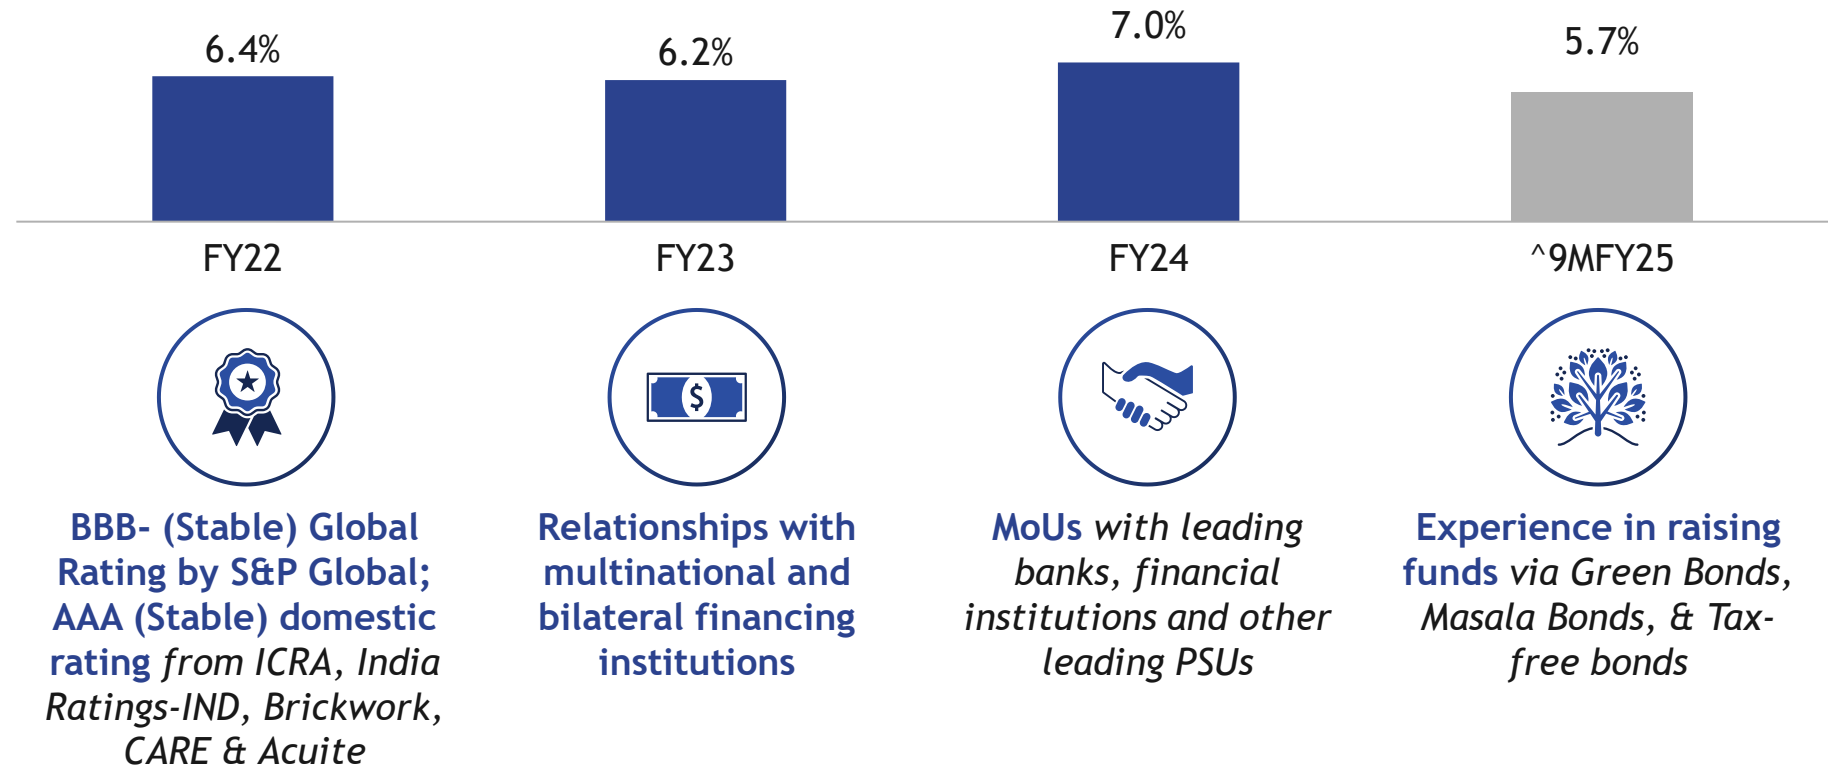 6.4%
6.2%
7.0%
5.7%
FY22
FY23
FY24
^9MFY25
$
BBB- (Stable) Global
Rating by S&P Global;
AAA (Stable) domestic
rating from ICRA, India
Ratings-IND, Brickwork,
CARE & Acuite
Relationships with
multinational and
bilateral financing
institutions
MoUs with leading
banks, financial
institutions and other
leading PSUs
Experience in raising
funds via Green Bonds,
Masala Bonds, & Tax-
free bonds